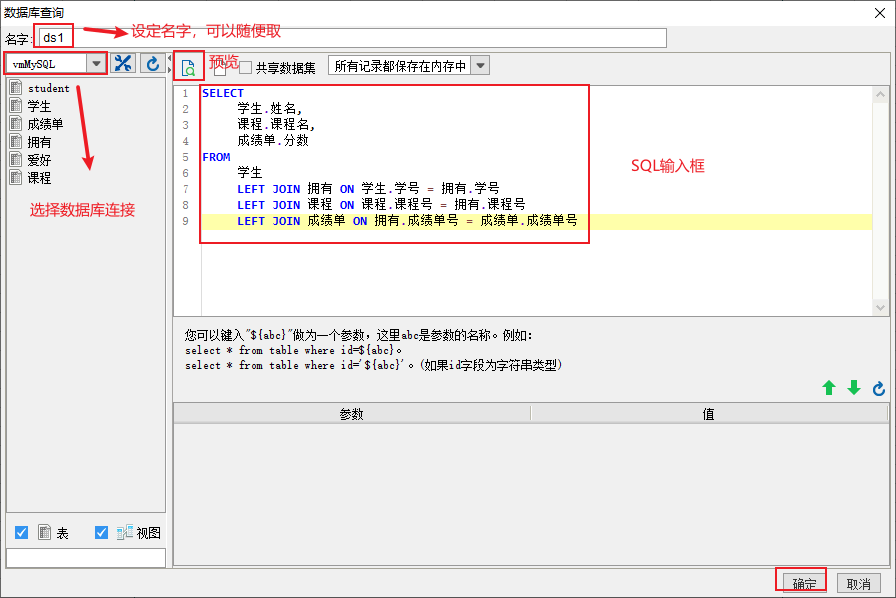 数据库查询
名字: ds1
设定名字，可以随便取
vmMySQL
预览
共享数据集
所有记录都保存在内存中
student
学生
成绩单
拥有
爱好
课程
选择数据库连接
1 SELECT
2 学生.姓名,
3 课程.课程名,
4 成绩单.分数
5 FROM
6 学生
7 LEFT JOIN 拥有 ON 学生.学号 = 拥有.学号
8 LEFT JOIN 课程 ON 课程.课程号 = 拥有.课程号
9 LEFT JOIN 成绩单 ON 拥有.成绩单号 = 成绩单.成绩单号
SQL输入框
您可以键入"${abc}"做为一个参数，这里abc是参数的名称。例如：
select * from table where id=${abc}。
select * from table where id='${abc}'。(如果id字段为字符串类型)
参数 值
表 视图
确定 取消